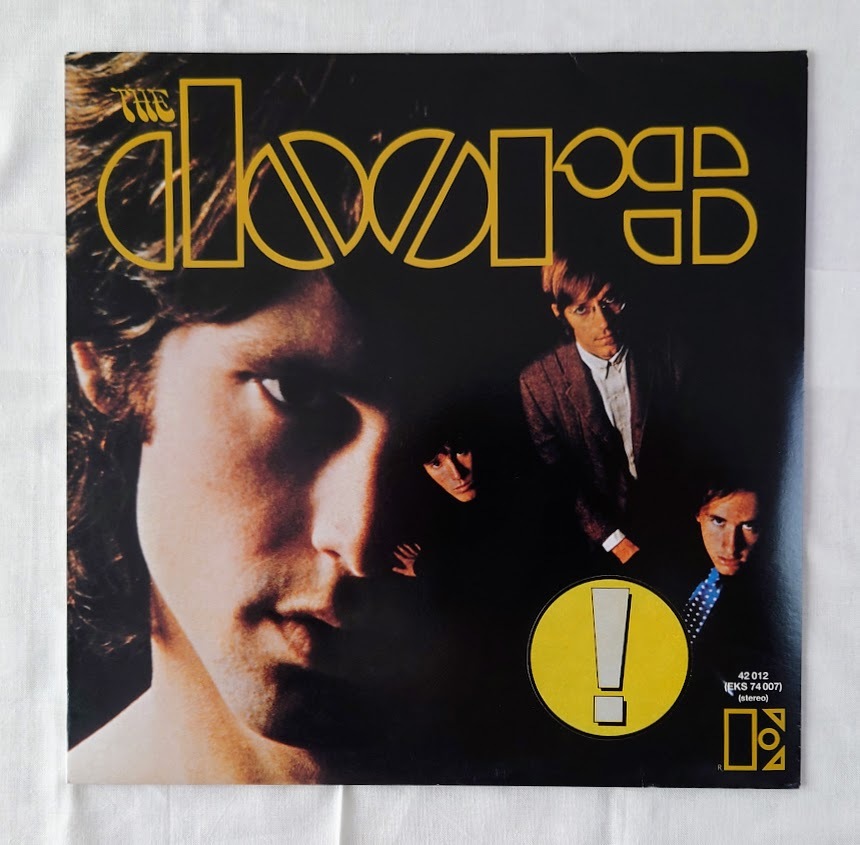 THE
doors
!
42 012
(EKS 74 007)
(stereo)
R